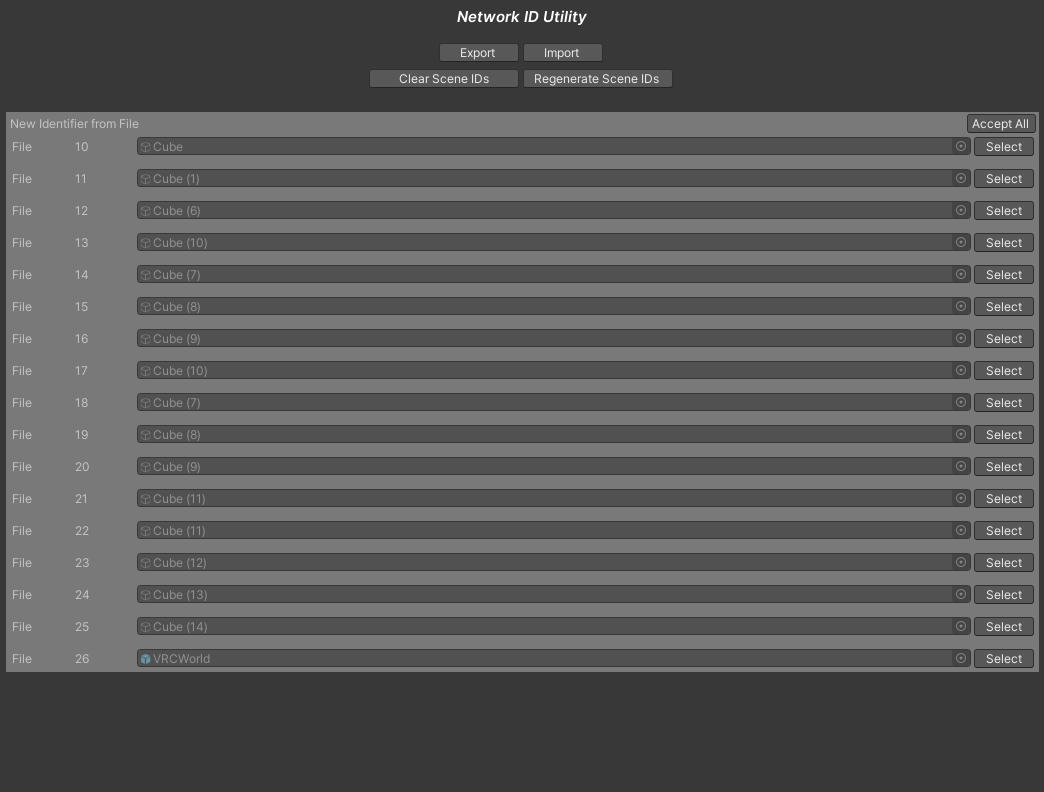 Network ID Utility
Export Import
Clear Scene IDs Regenerate Scene IDs
New Identifier from File Accept All
File 10 Cube Select
File 11 Cube (1) Select
File 12 Cube (6) Select
File 13 Cube (10) Select
File 14 Cube (7) Select
File 15 Cube (8) Select
File 16 Cube (9) Select
File 17 Cube (10) Select
File 18 Cube (7) Select
File 19 Cube (8) Select
File 20 Cube (9) Select
File 21 Cube (11) Select
File 22 Cube (11) Select
File 23 Cube (12) Select
File 24 Cube (13) Select
File 25 Cube (14) Select
File 26 VRCWorld Select